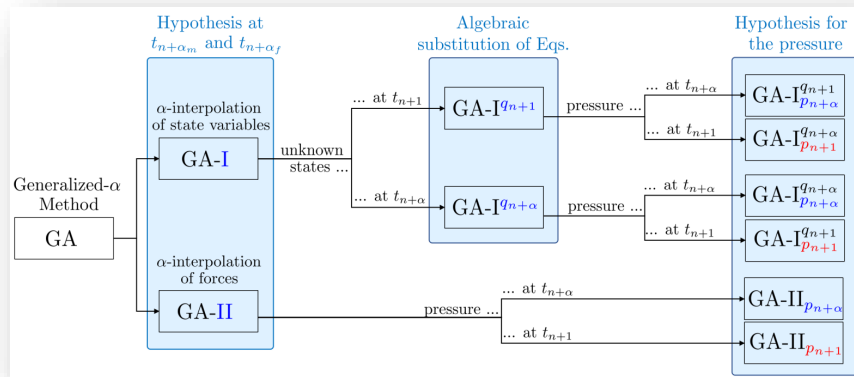 Hypothesis at
t_{n+α_m} and t_{n+α_f}
Algebraic
substitution of Eqs.
Hypothesis for
the pressure
α-interpolation
of state variables
GA-I
unknown
states ...
... at t_{n+1}
... at t_{n+α}
GA-I^{q_{n+1}}
GA-I^{q_{n+α}}
pressure ...
... at t_{n+α}
... at t_{n+1}
GA-I^{q_{n+1}}_{p_{n+α}}
GA-I^{q_{n+α}}_{p_{n+1}}
pressure ...
... at t_{n+α}
... at t_{n+1}
GA-I^{q_{n+α}}_{p_{n+α}}
GA-I^{q_{n+1}}_{p_{n+1}}
Generalized-α
Method
GA
α-interpolation
of forces
GA-II
pressure ...
... at t_{n+α}
... at t_{n+1}
GA-II_{p_{n+α}}
GA-II_{p_{n+1}}